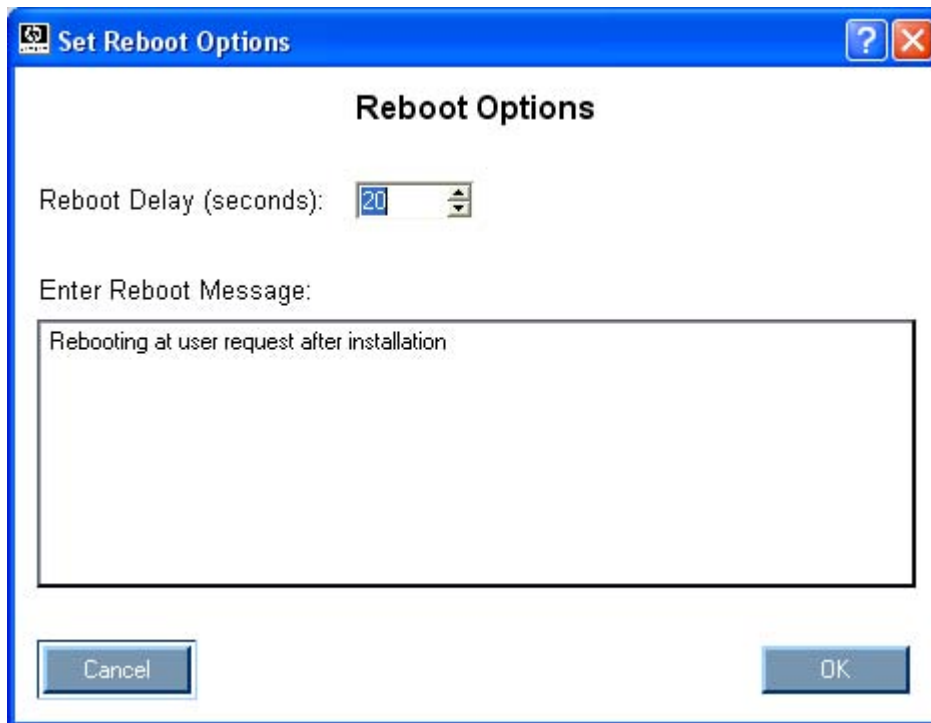 Set Reboot Options
Reboot Options
Reboot Delay (seconds): 20
Enter Reboot Message:
Rebooting at user request after installation
Cancel OK